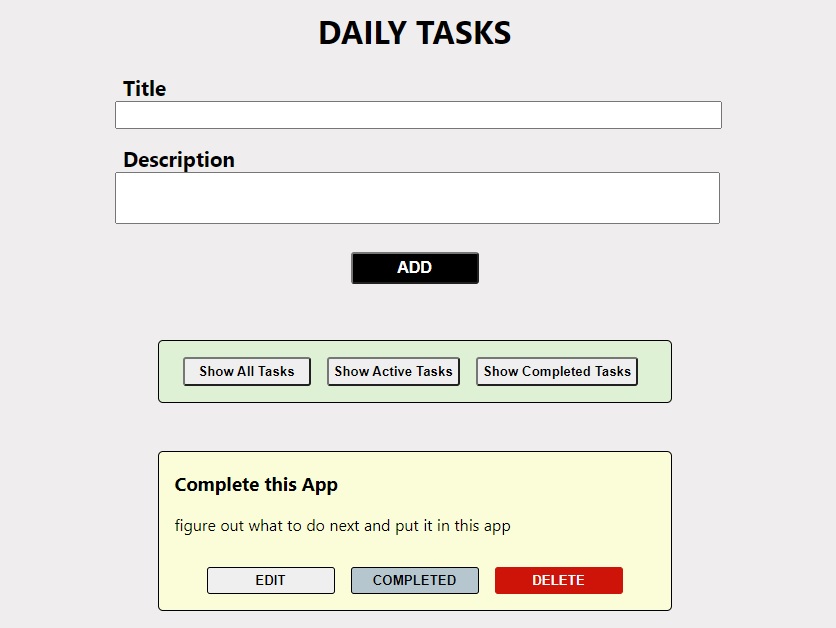 DAILY TASKS
Title
Description
ADD
Show All Tasks Show Active Tasks Show Completed Tasks
Complete this App
figure out what to do next and put it in this app
EDIT COMPLETED DELETE